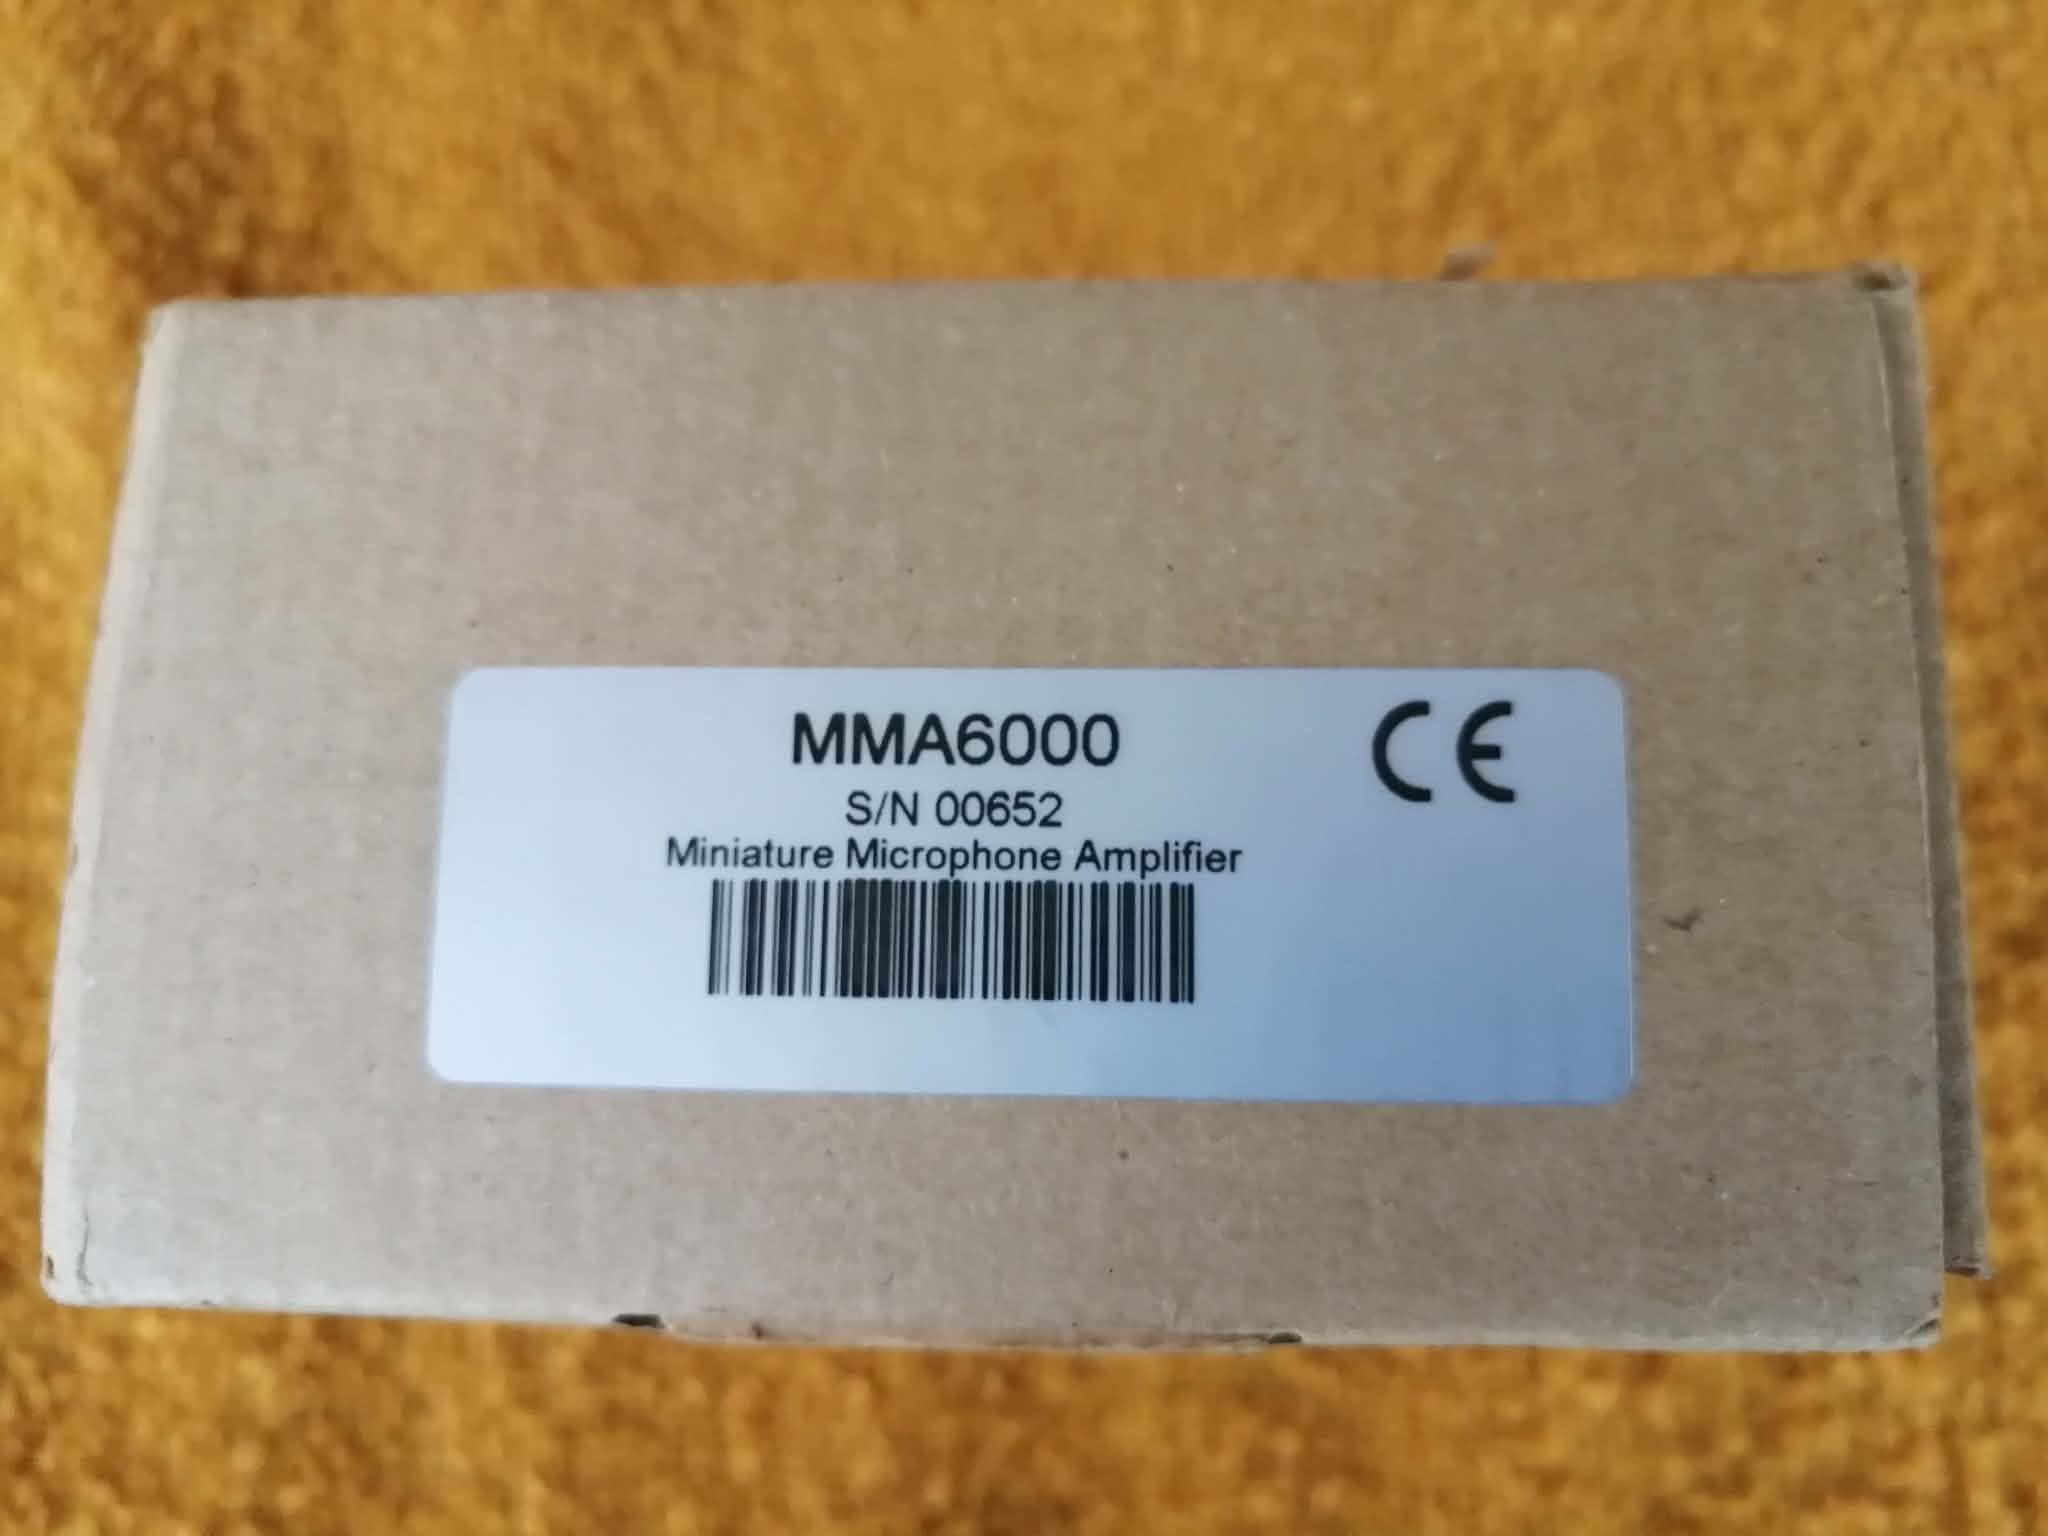 MMA6000
CE
S/N 00652
Miniature Microphone Amplifier